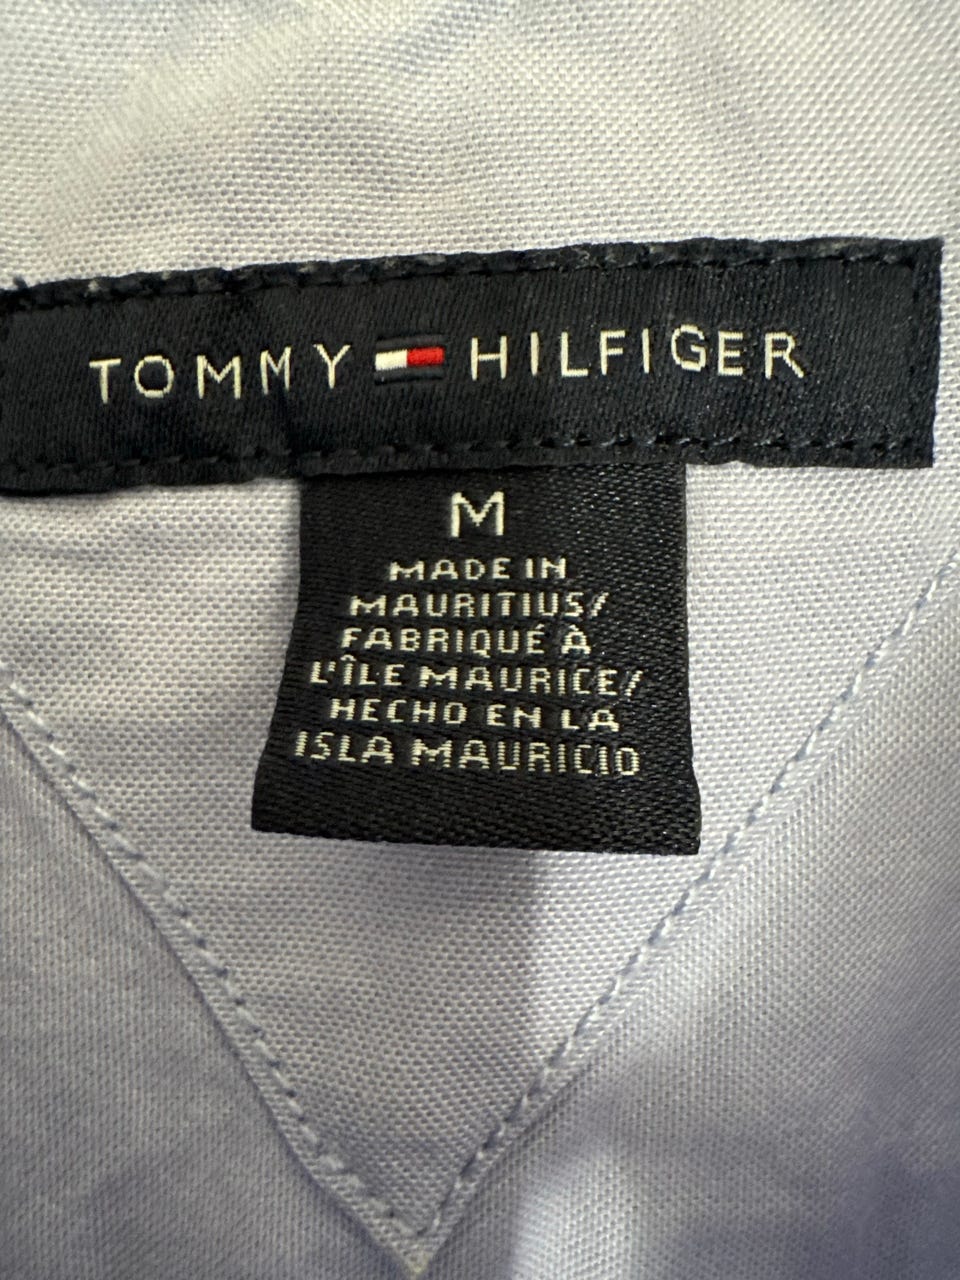 TOMMY HILFIGER
M
MADE IN
MAURITIUS/
FABRIQUÉ À
L'ÎLE MAURICE/
HECHO EN LA
ISLA MAURICIO